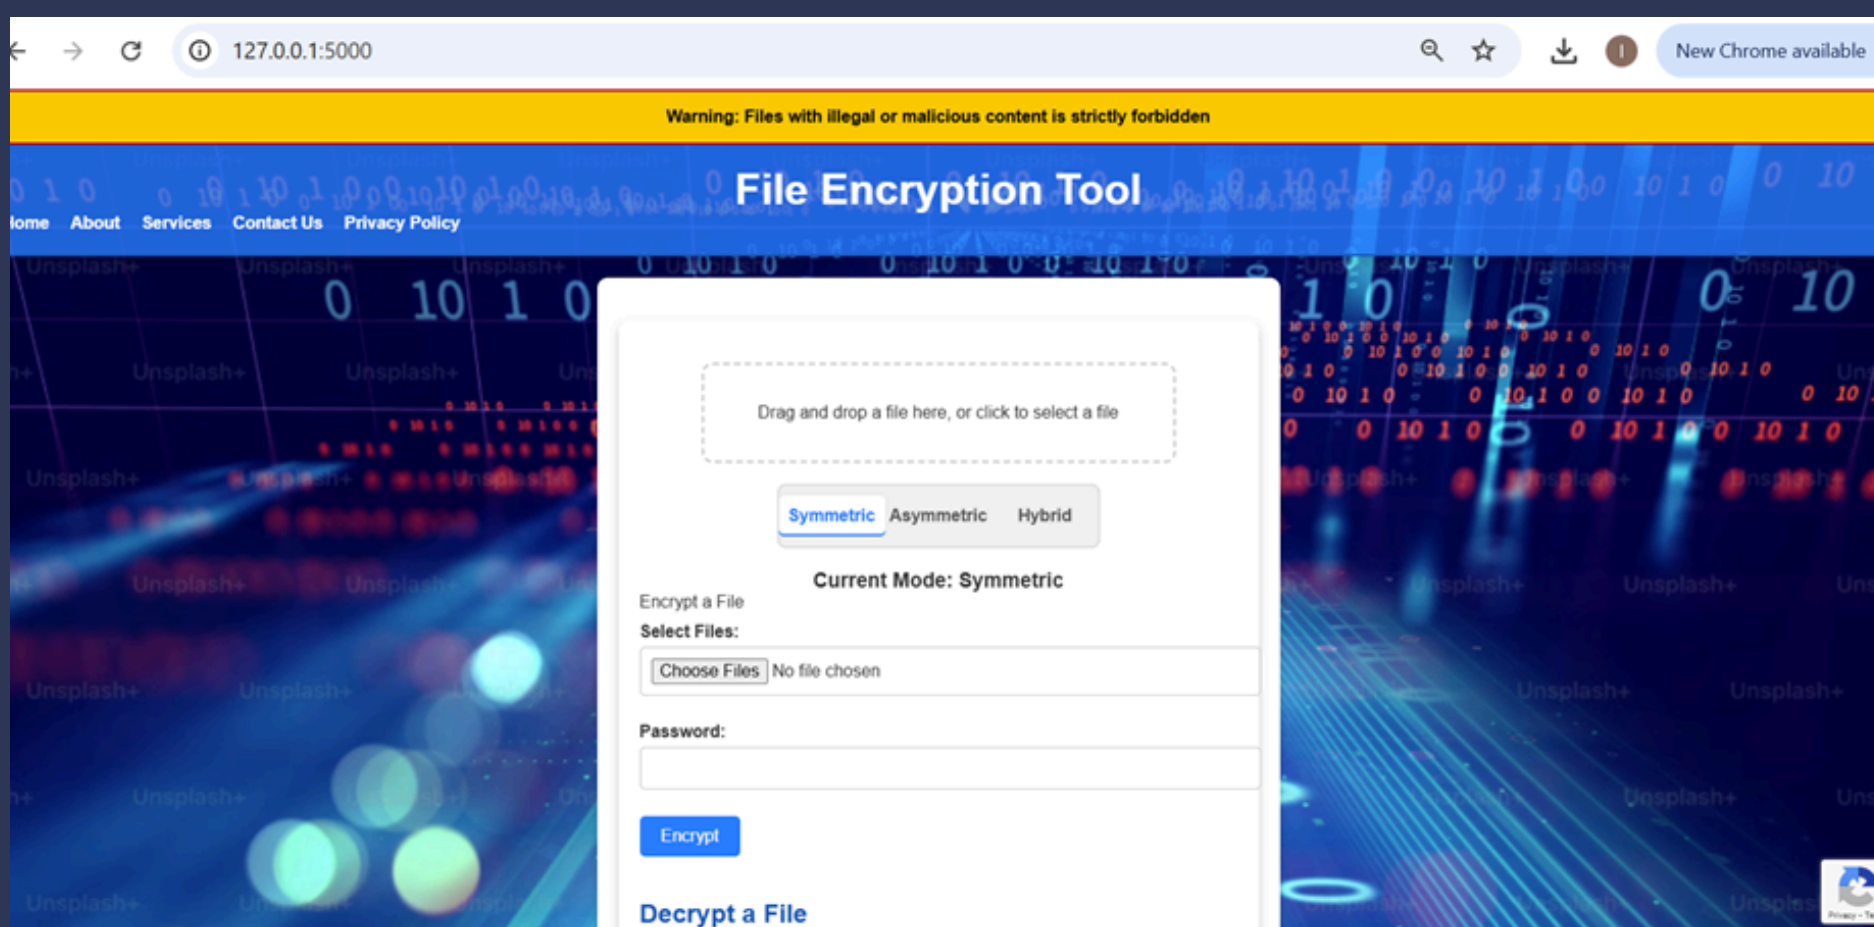 127.0.0.1:5000
New Chrome available
Warning: Files with illegal or malicious content is strictly forbidden
File Encryption Tool
About Services Contact Us Privacy Policy
Drag and drop a file here, or click to select a file
Symmetric Asymmetric Hybrid
Current Mode: Symmetric
Encrypt a File
Select Files:
Choose Files No file chosen
Password:
Encrypt
Decrypt a File
Unsplash+